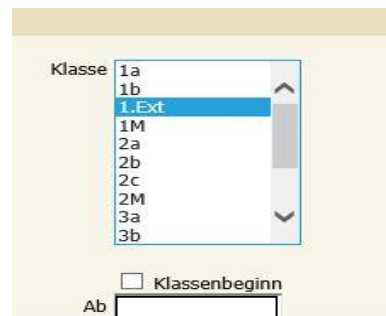 Klasse 1a
1b
1.Ext
1M
2a
2b
2c
2M
3a
3b
Klassenbeginn
Ab